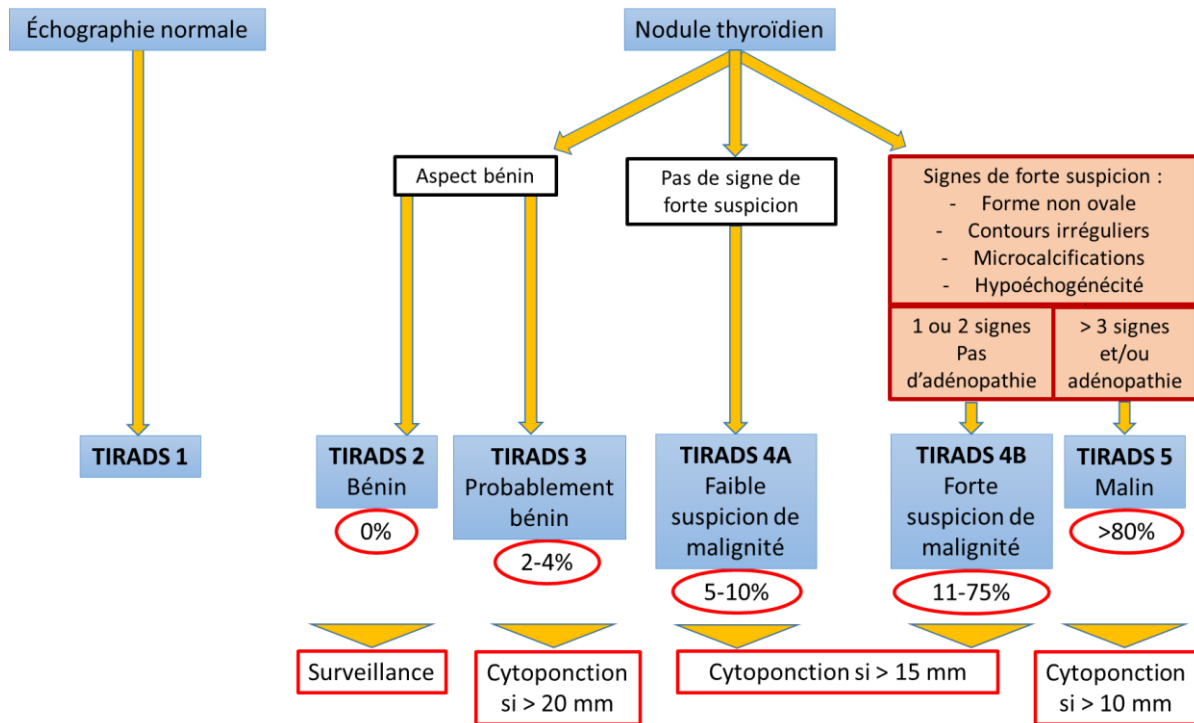 Échographie normale
Nodule thyroïdien
Aspect bénin
Pas de signe de
forte suspicion
Signes de forte suspicion :
- Forme non ovale
- Contours irréguliers
- Microcalcifications
- Hypoéchogénécité
1 ou 2 signes
Pas
d’adénopathie
> 3 signes
et/ou
adénopathie
TIRADS 1
TIRADS 2
Bénin
0%
TIRADS 3
Probablement
bénin
2-4%
TIRADS 4A
Faible
suspicion de
malignité
5-10%
TIRADS 4B
Forte
suspicion de
malignité
11-75%
TIRADS 5
Malin
>80%
Surveillance
Cytoponction
si > 20 mm
Cytoponction si > 15 mm
Cytoponction
si > 10 mm